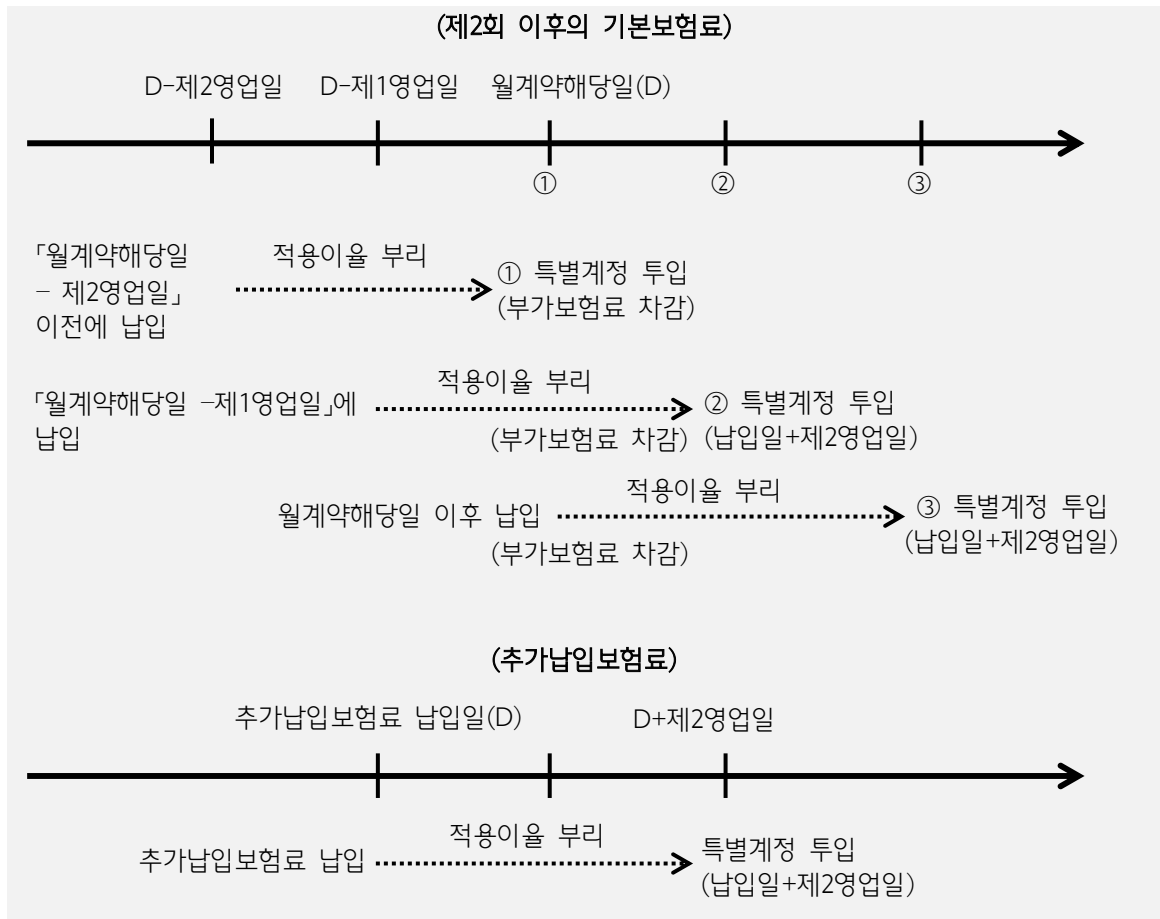 (제2회 이후의 기본보험료)
D-제2영업일 D-제1영업일 월계약해당일(D)
① ② ③
「월계약해당일
- 제2영업일」
이전에 납입
적용이율 부리
① 특별계정 투입
(부가보험료 차감)
「월계약해당일 -제1영업일」에
납입
적용이율 부리
(부가보험료 차감)
② 특별계정 투입
(납입일+제2영업일)
월계약해당일 이후 납입
(부가보험료 차감)
적용이율 부리
③ 특별계정 투입
(납입일+제2영업일)
(추가납입보험료)
추가납입보험료 납입일(D) D+제2영업일
추가납입보험료 납입
적용이율 부리
특별계정 투입
(납입일+제2영업일)